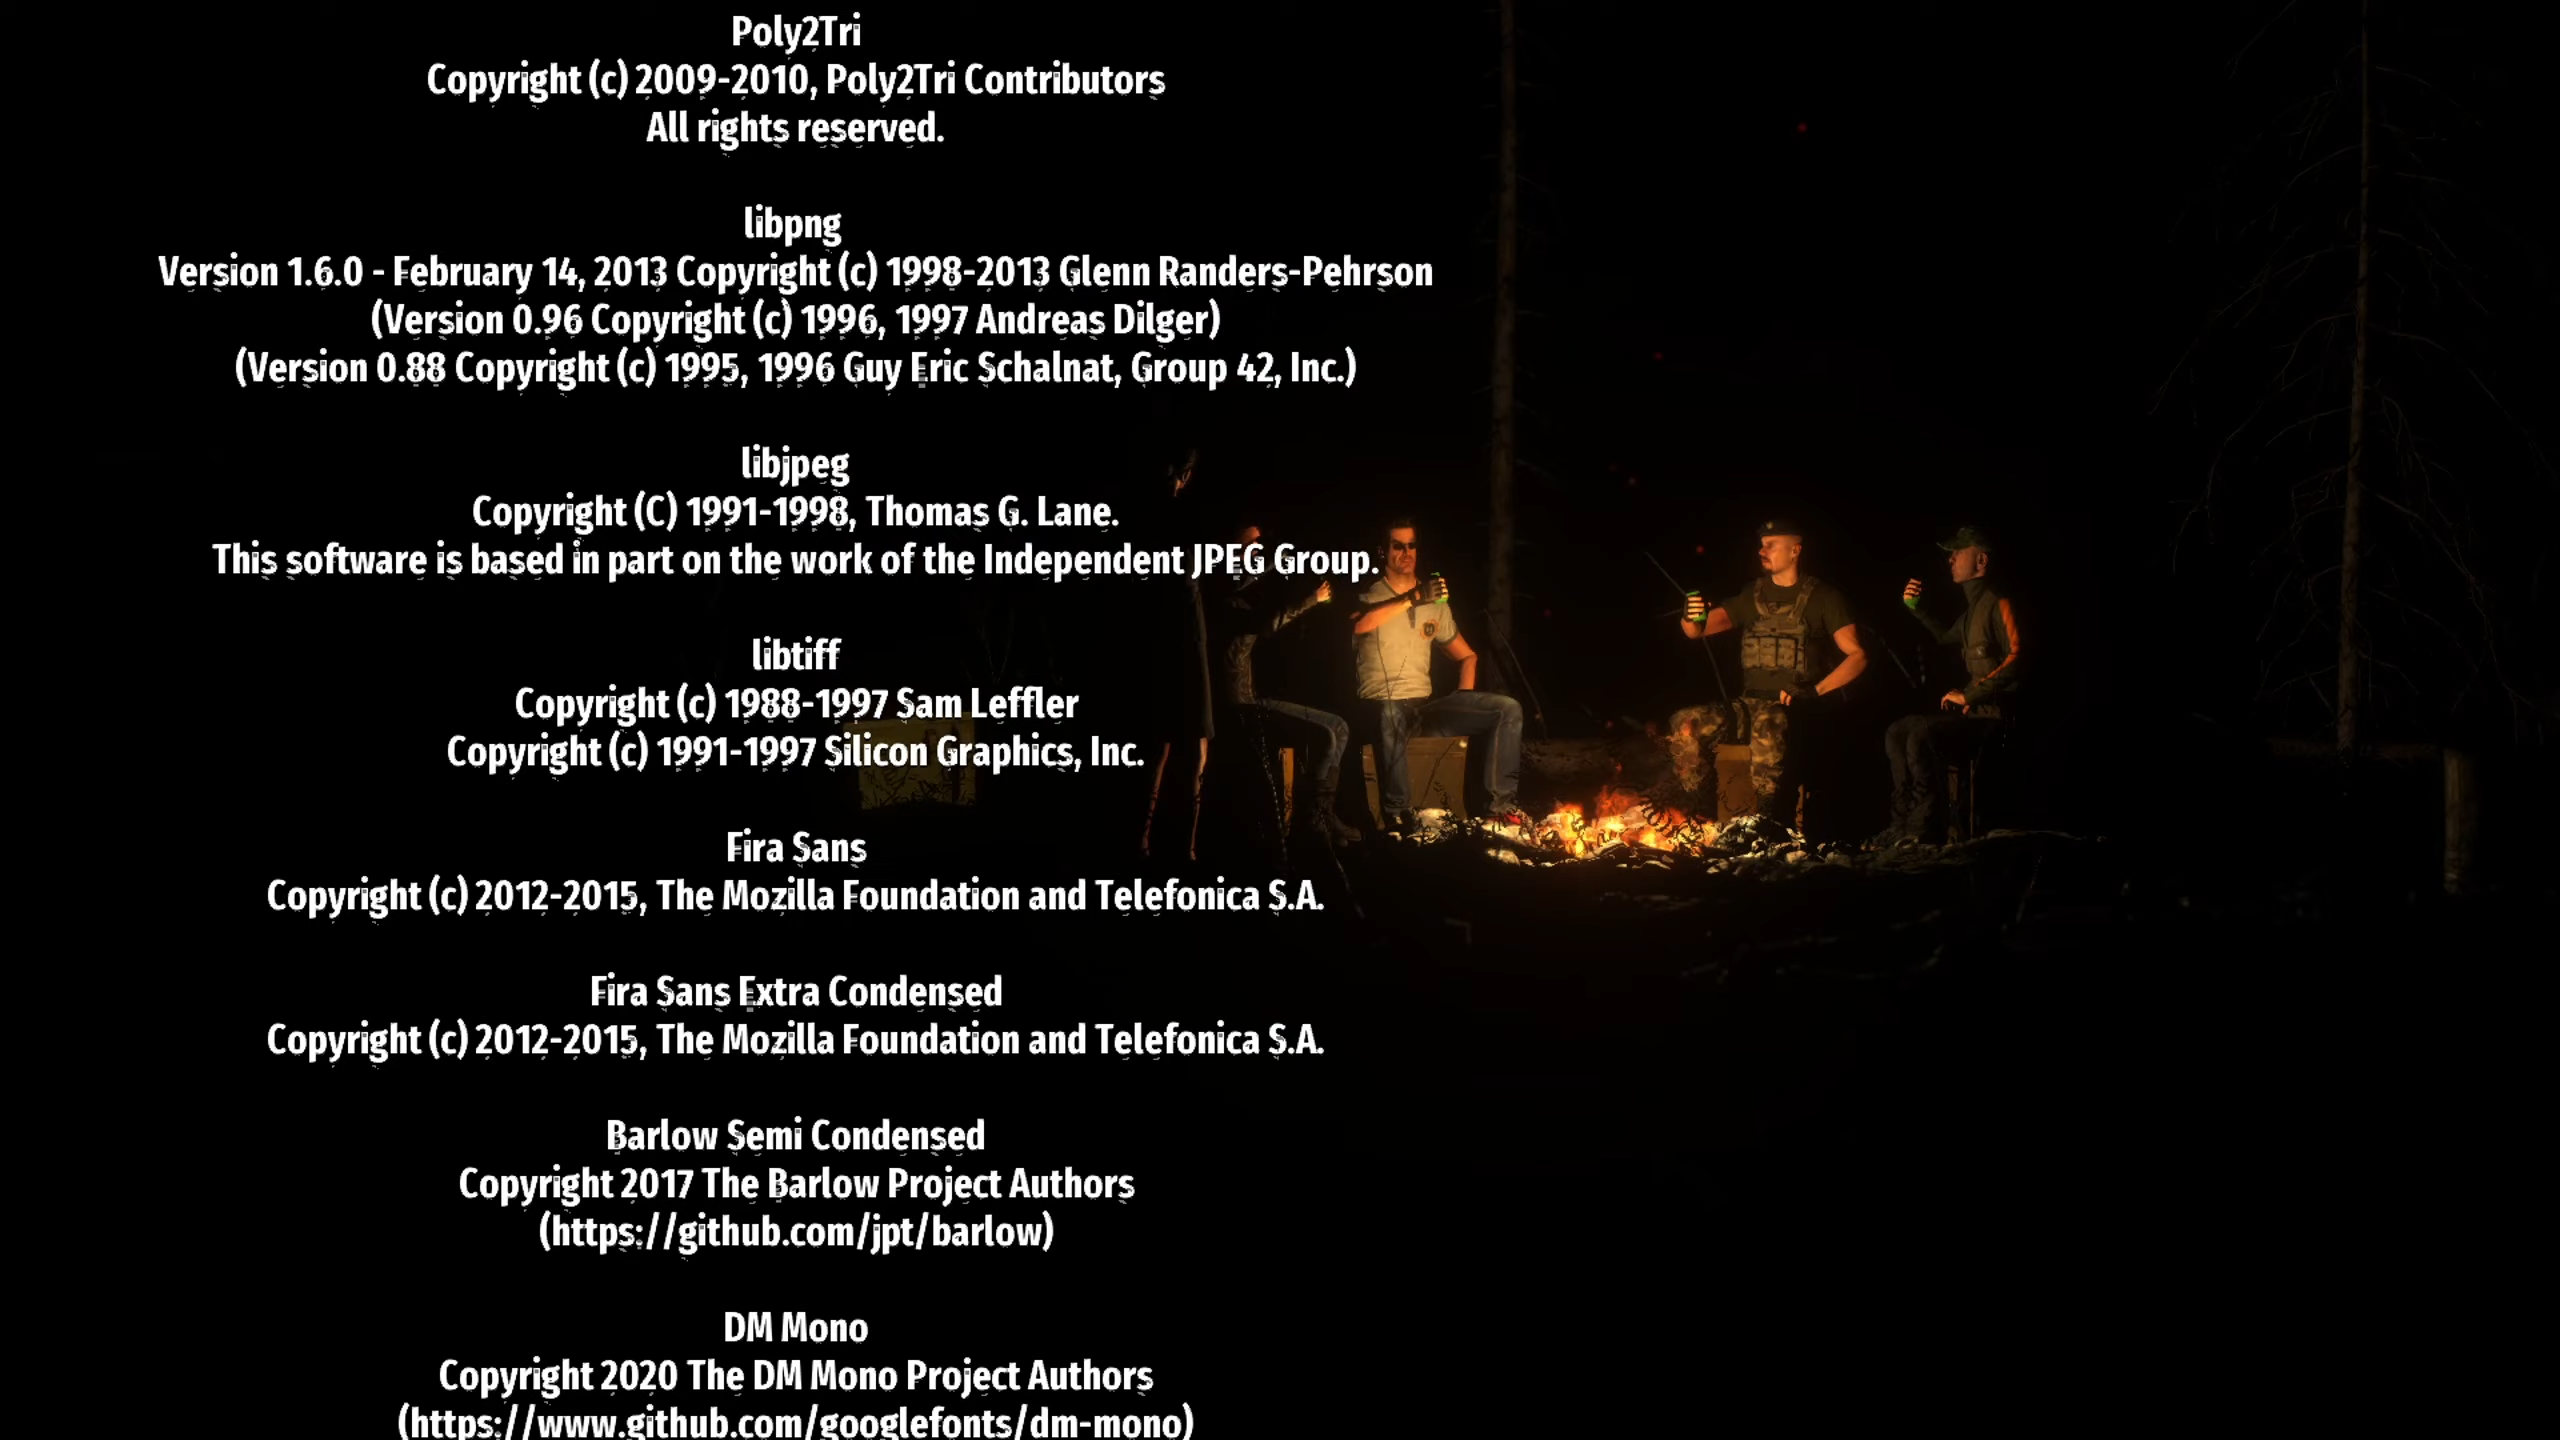 Poly2Tri
Copyright (c) 2009-2010, Poly2Tri Contributors
All rights reserved.
libpng
Version 1.6.0 - February 14, 2013 Copyright (c) 1998-2013 Glenn Randers-Pehrson
(Version 0.96 Copyright (c) 1996, 1997 Andreas Dilger)
(Version 0.88 Copyright (c) 1995, 1996 Guy Eric Schalnat, Group 42, Inc.)
libjpeg
Copyright (C) 1991-1998, Thomas G. Lane.
This software is based in part on the work of the Independent JPEG Group.
libtiff
Copyright (c) 1988-1997 Sam Leffler
Copyright (c) 1991-1997 Silicon Graphics, Inc.
Fira Sans
Copyright (c) 2012-2015, The Mozilla Foundation and Telefonica S.A.
Fira Sans Extra Condensed
Copyright (c) 2012-2015, The Mozilla Foundation and Telefonica S.A.
Barlow Semi Condensed
Copyright 2017 The Barlow Project Authors
(https://github.com/jpt/barlow)
DM Mono
Copyright 2020 The DM Mono Project Authors
(https://www.github.com/googlefonts/dm-mono)